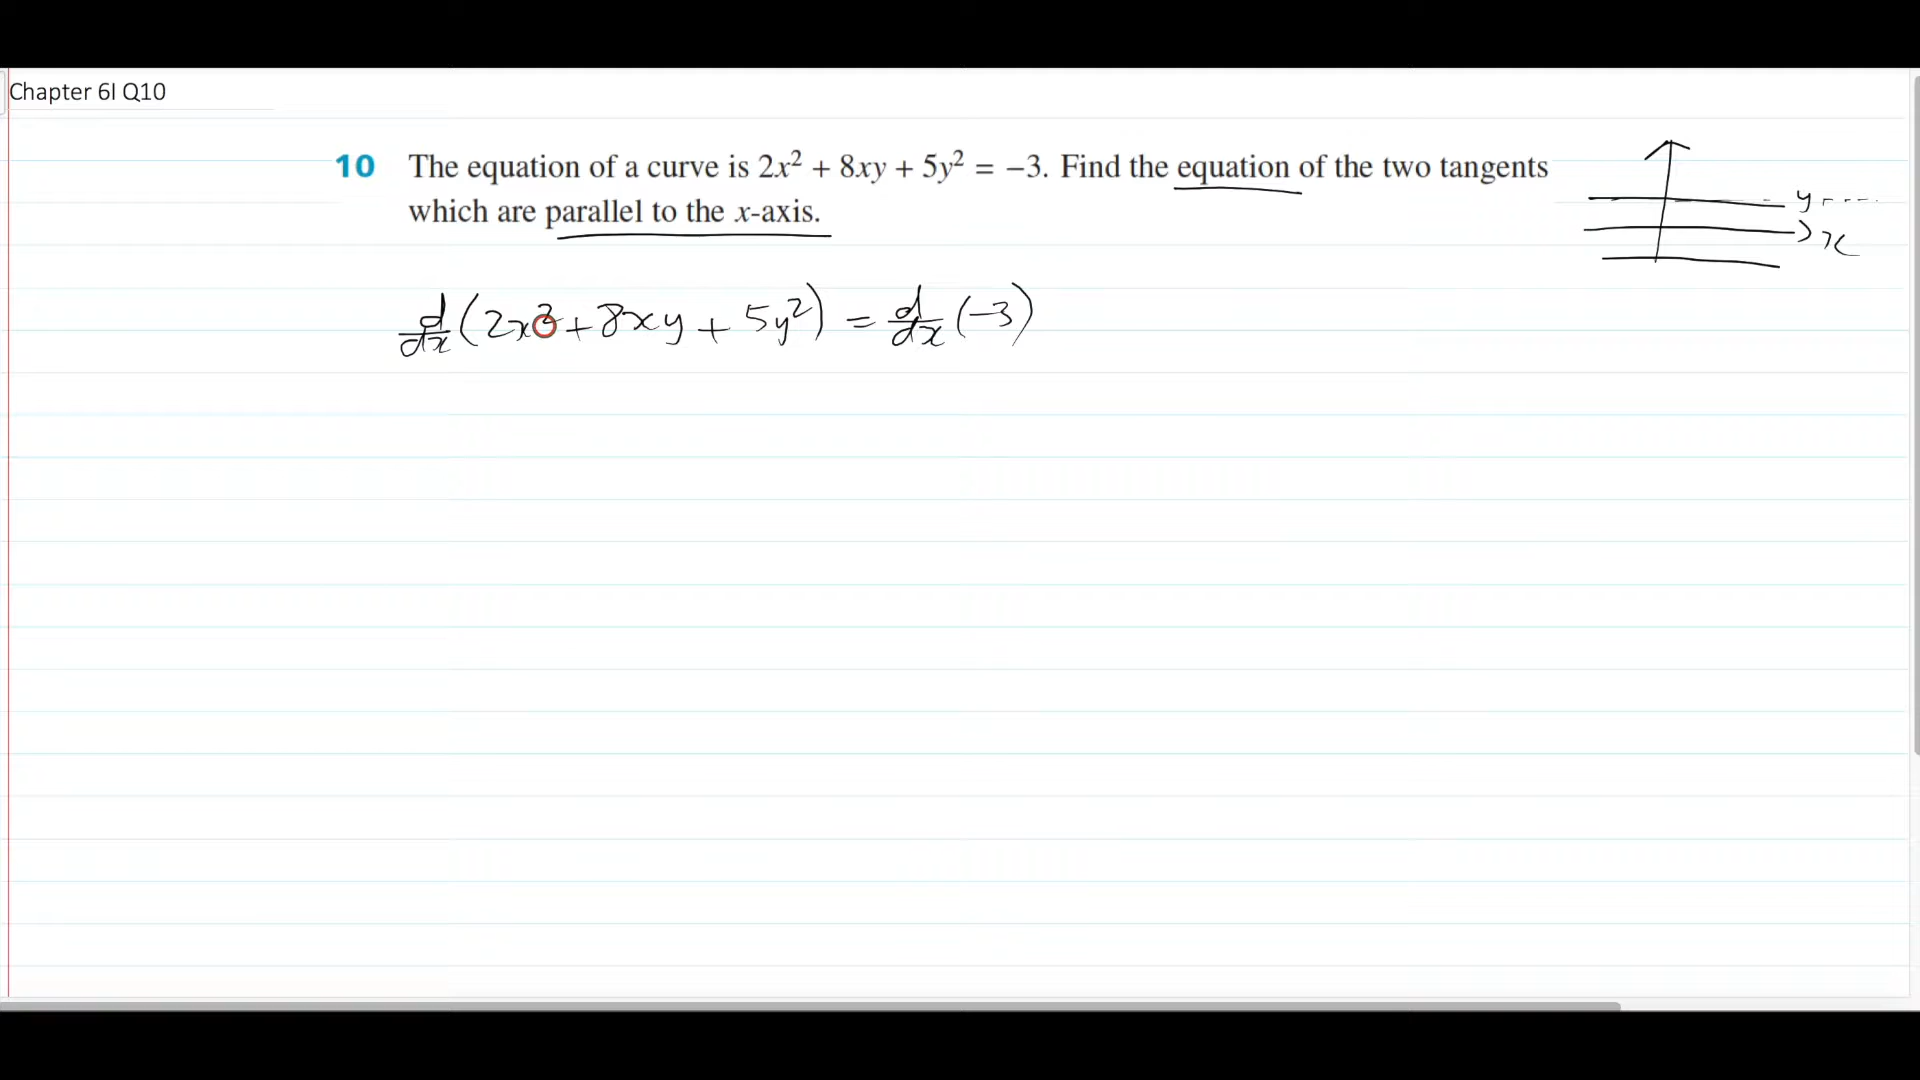 Chapter 6I Q10
10 The equation of a curve is 2x² + 8xy + 5y² = −3. Find the equation of the two tangents
which are parallel to the x-axis.
y=....
x
d/dx (2x² + 8xy + 5y²) = d/dx (−3)